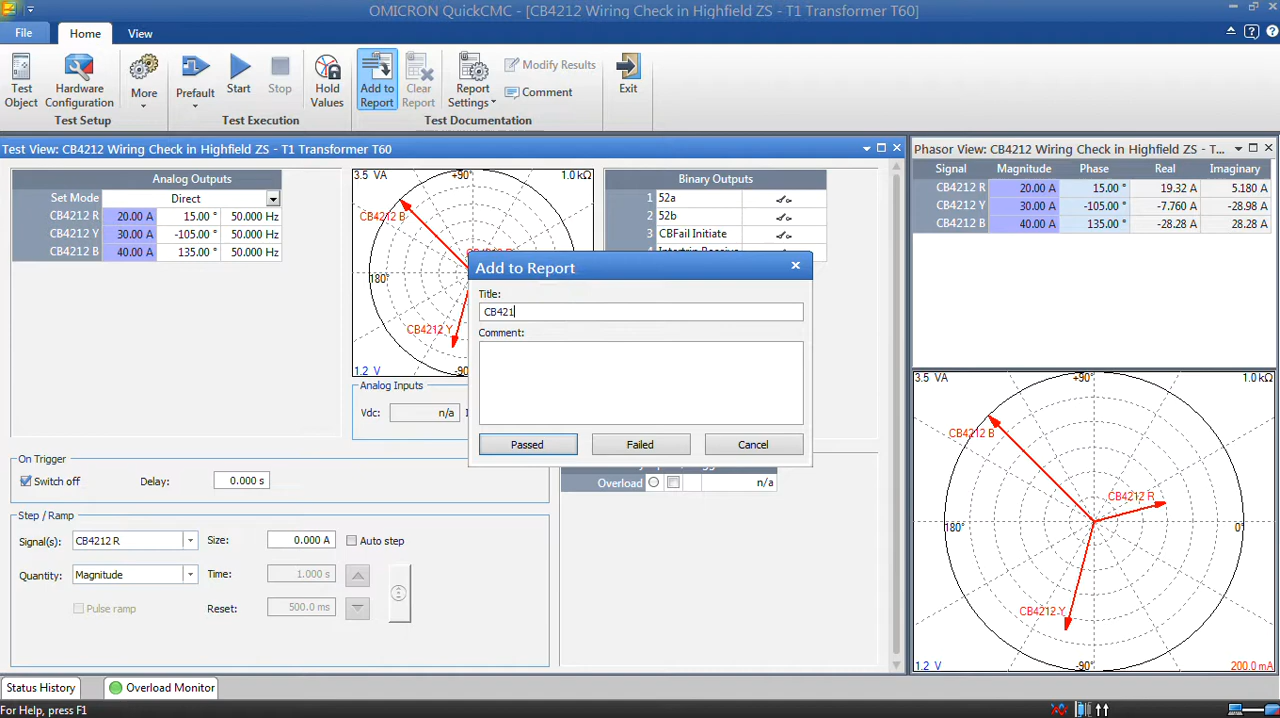 OMICRON QuickCMC - [CB4212 Wiring Check in Highfield ZS - T1 Transformer T60]
File Home View
Test Object
Hardware Configuration
More
Test Setup
Prefault
Start
Stop
Hold Values
Test Execution
Add to Report
Clear Report
Report Settings
Modify Results
Comment
Test Documentation
Exit
Test View: CB4212 Wiring Check in Highfield ZS - T1 Transformer T60
Analog Outputs
Set Mode Direct
CB4212 R 20.00 A 15.00 ° 50.000 Hz
CB4212 Y 30.00 A -105.00 ° 50.000 Hz
CB4212 B 40.00 A 135.00 ° 50.000 Hz
3.5 VA +90° 1.0 kΩ
CB4212 B
180°
CB4212 Y
1.2 V -90°
Analog Inputs
Vdc: n/a
Binary Outputs
1 52a
2 52b
3 CBFail Initiate
4 Intertrip Receive
Add to Report
Title:
CB421
Comment:
Passed Failed Cancel
Overload n/a
On Trigger
Switch off Delay: 0.000 s
Step / Ramp
Signal(s): CB4212 R Size: 0.000 A Auto step
Quantity: Magnitude Time: 1.000 s
Pulse ramp Reset: 500.0 ms
Phasor View: CB4212 Wiring Check in Highfield ZS - T...
Signal Magnitude Phase Real Imaginary
CB4212 R 20.00 A 15.00 ° 19.32 A 5.180 A
CB4212 Y 30.00 A -105.00 ° -7.760 A -28.98 A
CB4212 B 40.00 A 135.00 ° -28.28 A 28.28 A
3.5 VA +90° 1.0 kΩ
CB4212 B
CB4212 R
180° 0°
CB4212 Y
1.2 V -90° 200.0 mA
Status History Overload Monitor
For Help, press F1